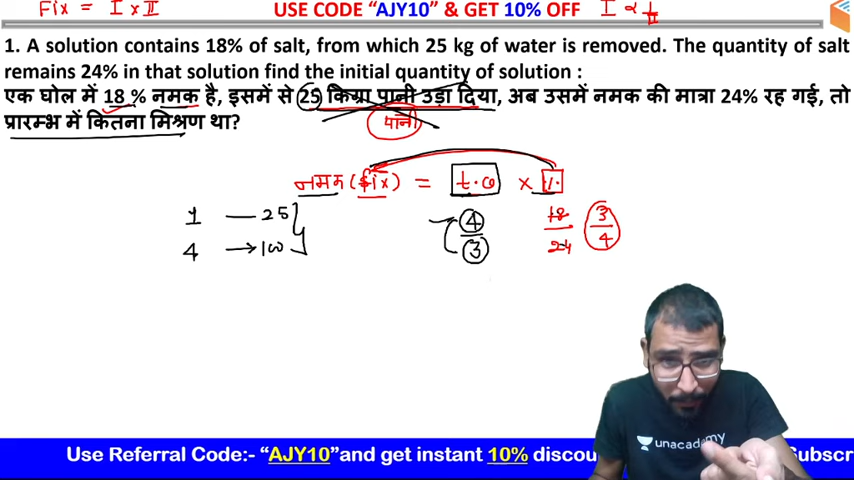 Fix = I x II
USE CODE "AJY10" & GET 10% OFF
I ∝ 1/II
1. A solution contains 18% of salt, from which 25 kg of water is removed. The quantity of salt
remains 24% in that solution find the initial quantity of solution :
एक घोल में 18 % नमक है, इसमें से 25 किग्रा पानी उड़ा दिया, अब उसमें नमक की मात्रा 24% रह गई, तो
प्रारम्भ में कितना मिश्रण था?
पानी
नमक (fix) = t.co x %
1 — 25
4 → 100
4
3
18
24
3
4
unacademy
Use Referral Code:- "AJY10"and get instant 10% discou
Subscr